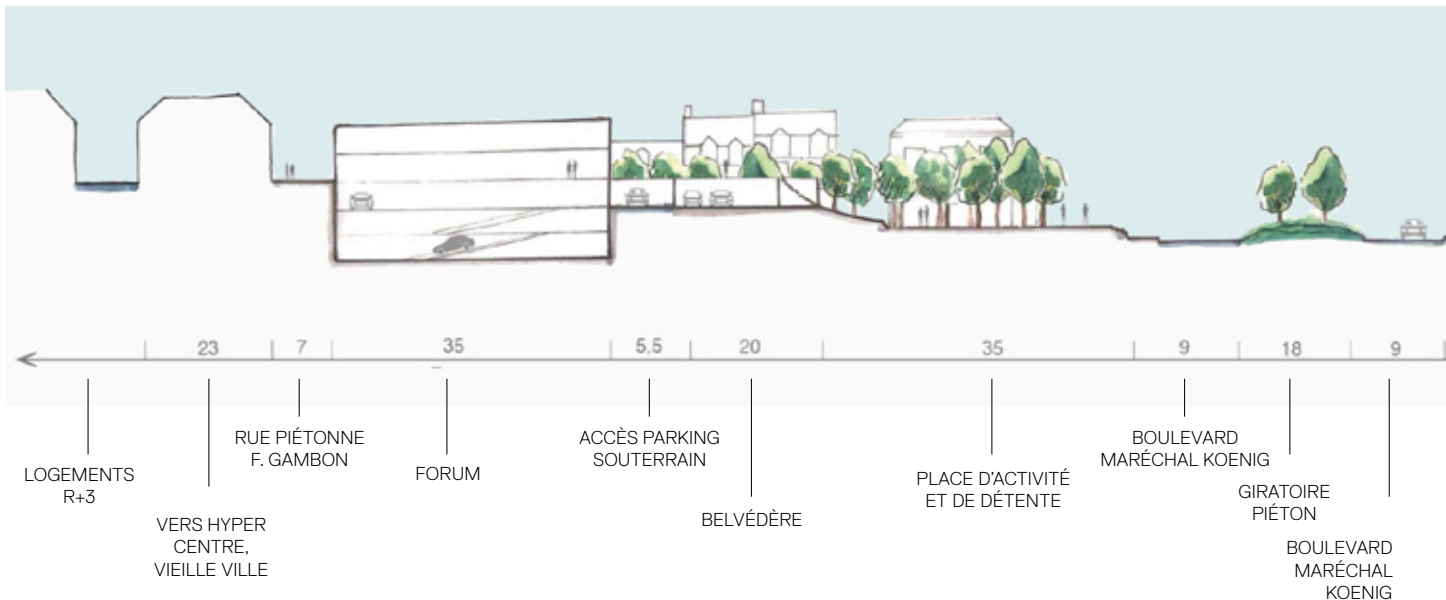 23 7 35 5,5 20 35 9 18 9
LOGEMENTS
R+3
VERS HYPER
CENTRE,
VIEILLE VILLE
RUE PIÉTONNE
F. GAMBON
FORUM
ACCÈS PARKING
SOUTERRAIN
BELVÉDÈRE
PLACE D'ACTIVITÉ
ET DE DÉTENTE
BOULEVARD
MARÉCHAL KOENIG
GIRATOIRE
PIÉTON
BOULEVARD
MARÉCHAL
KOENIG